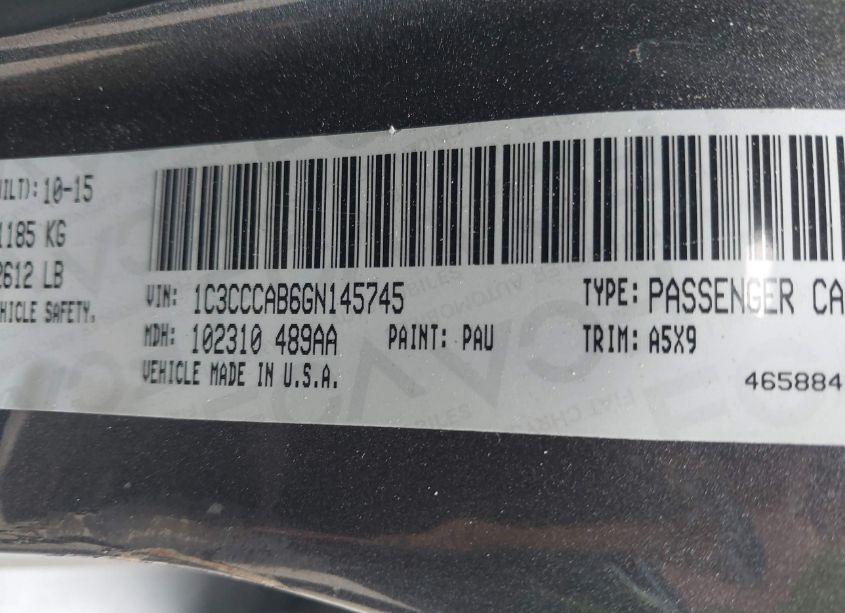 UILT): 10-15
1185 KG
2612 LB
EHICLE SAFETY.
VIN: 1C3CCCAB6GN145745
TYPE: PASSENGER CA
MDH: 102310 489AA
PAINT: PAU
TRIM: A5X9
VEHICLE MADE IN U.S.A.
465884